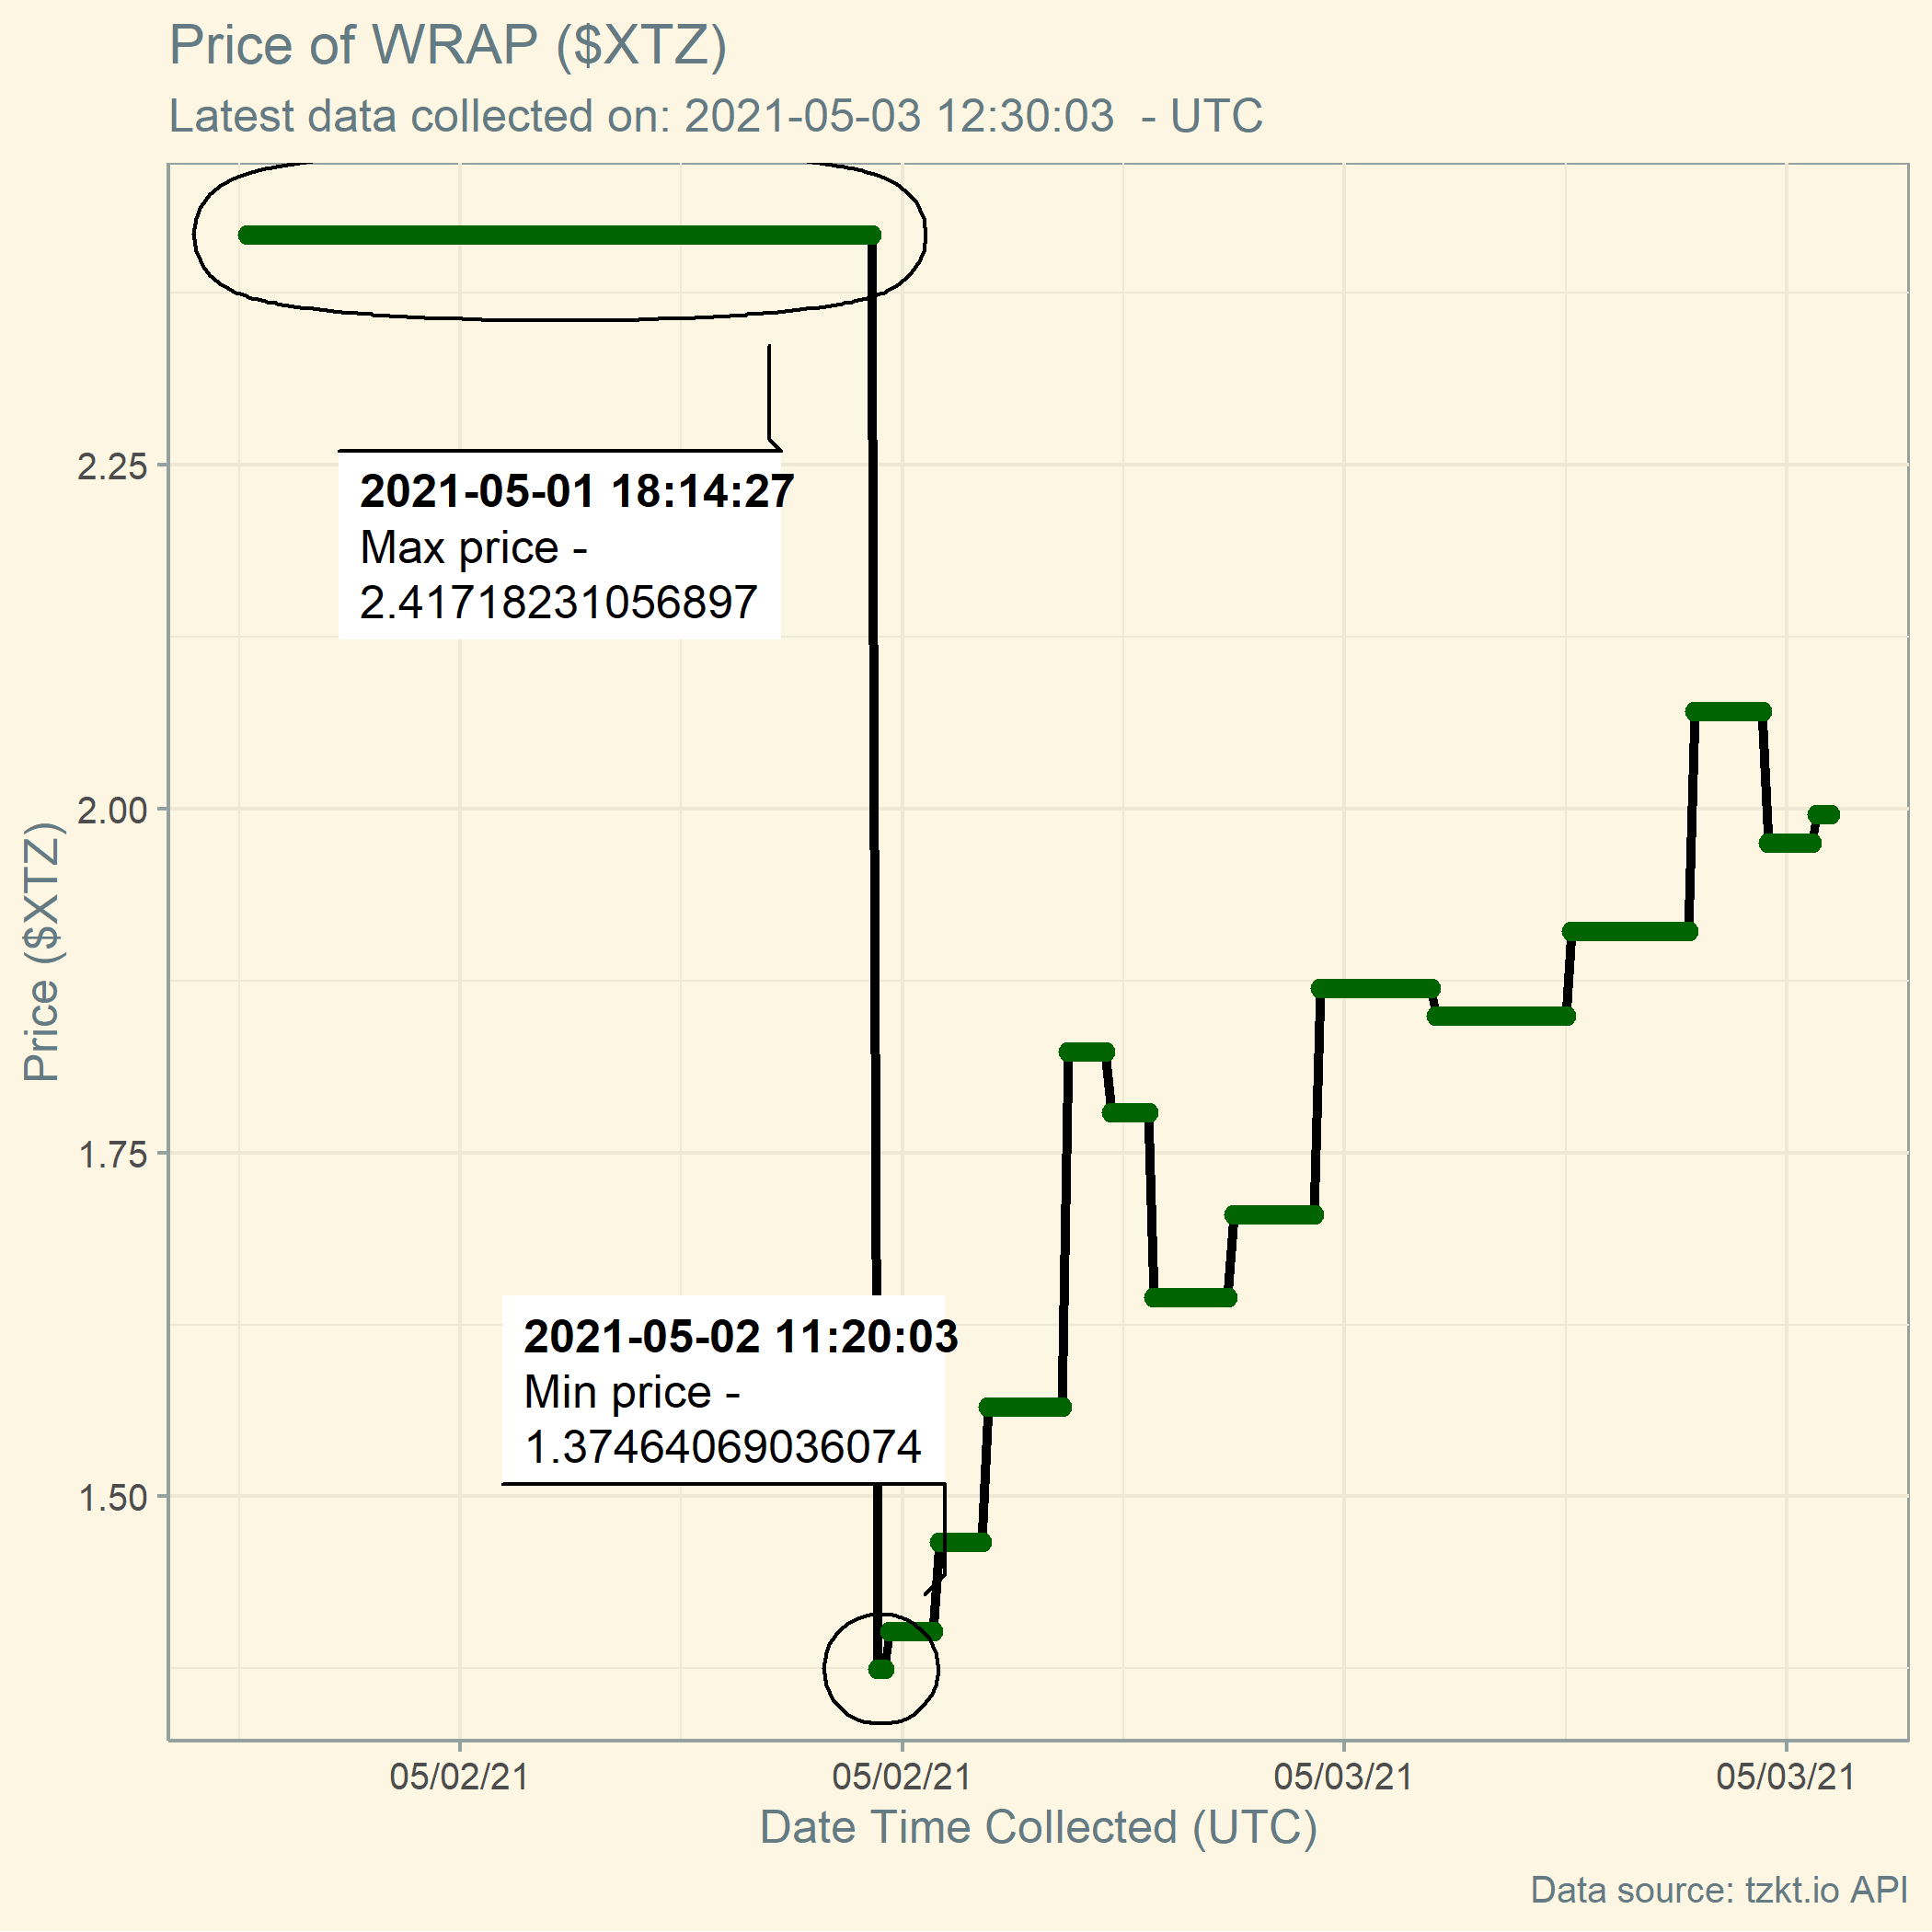 Price of WRAP ($XTZ)
Latest data collected on: 2021-05-03 12:30:03  - UTC
2.25
2.00
1.75
1.50
Price ($XTZ)
2021-05-01 18:14:27
Max price -
2.41718231056897
2021-05-02 11:20:03
Min price -
1.37464069036074
05/02/21
05/02/21
05/03/21
05/03/21
Date Time Collected (UTC)
Data source: tzkt.io API